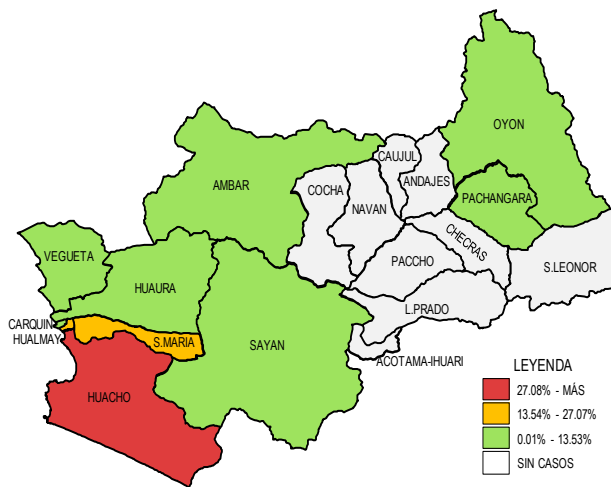 OYON
CAUJUL
ANDAJES
AMBAR
COCHA
NAVAN
PACHANGARA
CHECRAS
VEGUETA
PACCHO
S.LEONOR
HUAURA
L.PRADO
CARQUIN
HUALMAY
S.MARIA
SAYAN
ACOTAMA-IHUARI
HUACHO
LEYENDA
27.08% - MÁS
13.54% - 27.07%
0.01% - 13.53%
SIN CASOS